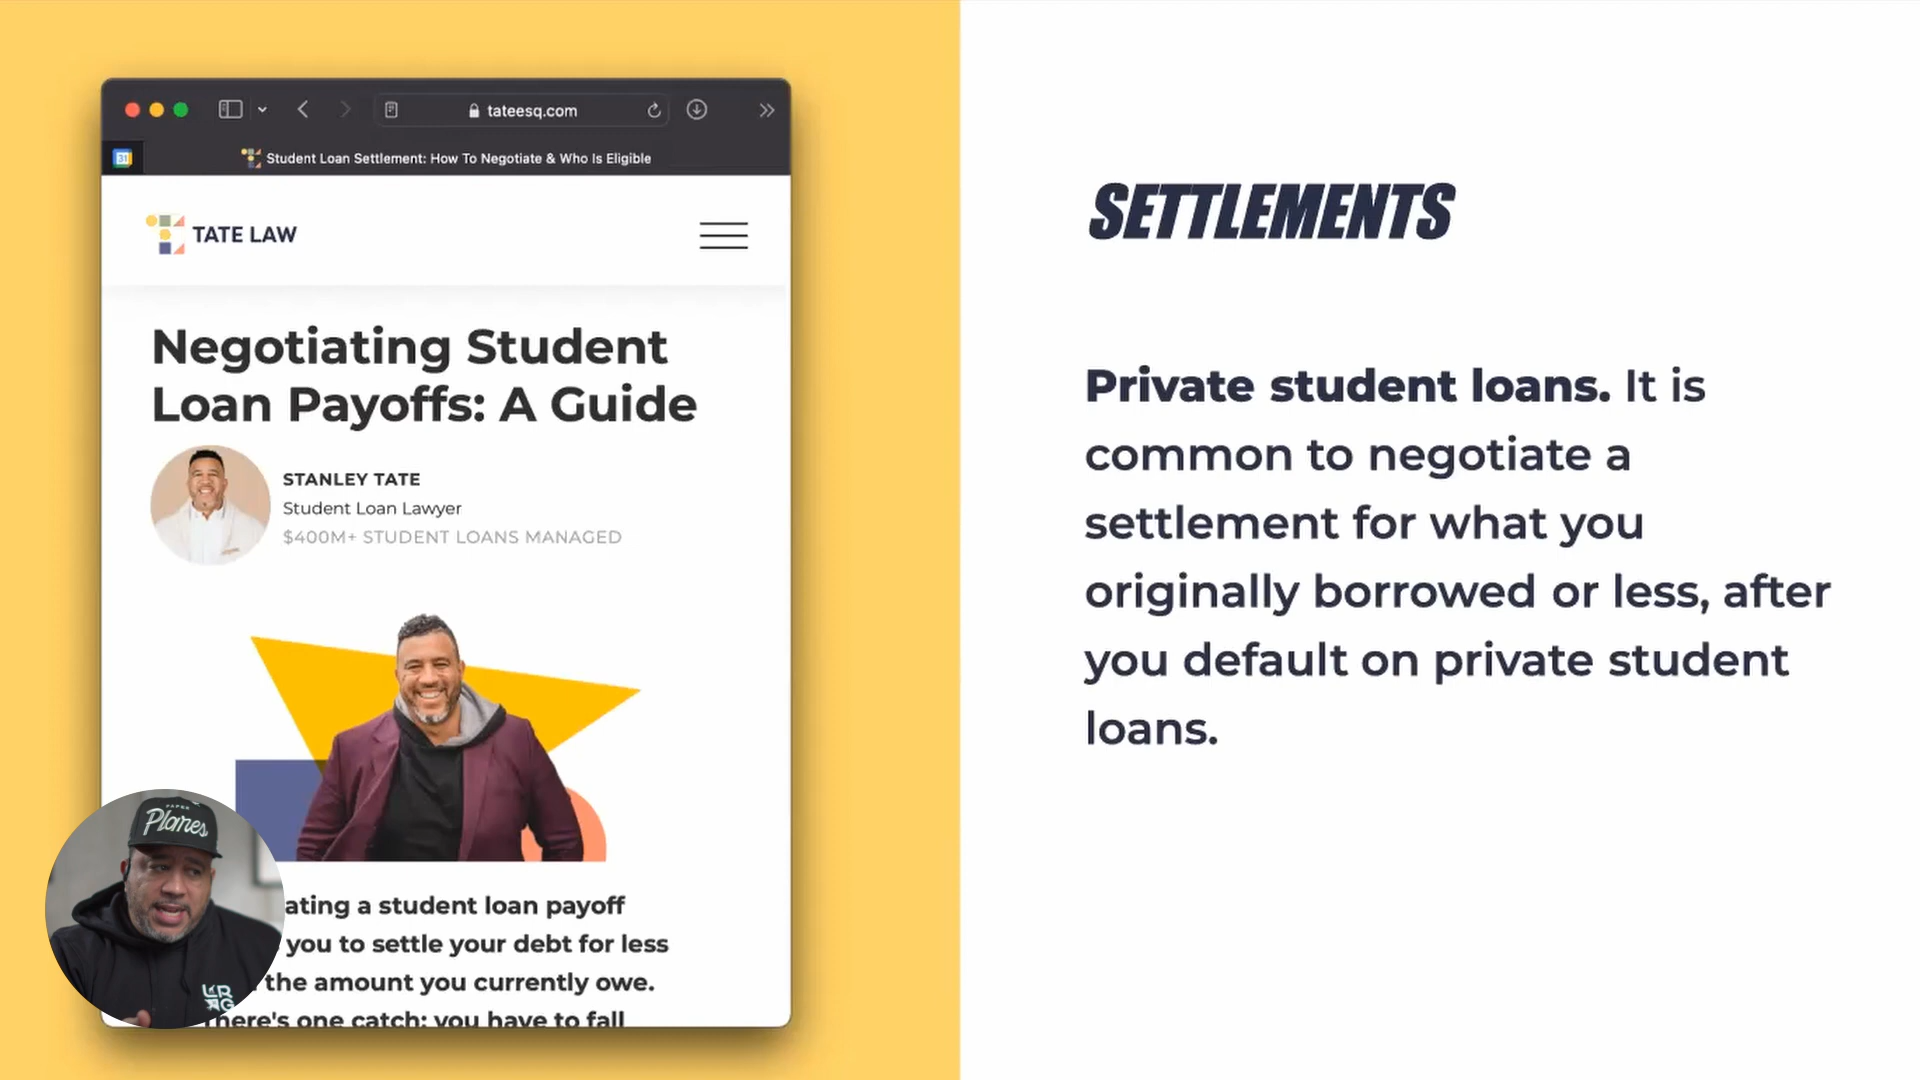 tateesq.com
31
Student Loan Settlement: How To Negotiate & Who Is Eligible
TATE LAW
Negotiating Student
Loan Payoffs: A Guide
STANLEY TATE
Student Loan Lawyer
$400M+ STUDENT LOANS MANAGED
ating a student loan payoff
you to settle your debt for less
the amount you currently owe.
here's one catch: you have to fall
PAPER
Planes
SETTLEMENTS
Private student loans. It is
common to negotiate a
settlement for what you
originally borrowed or less, after
you default on private student
loans.